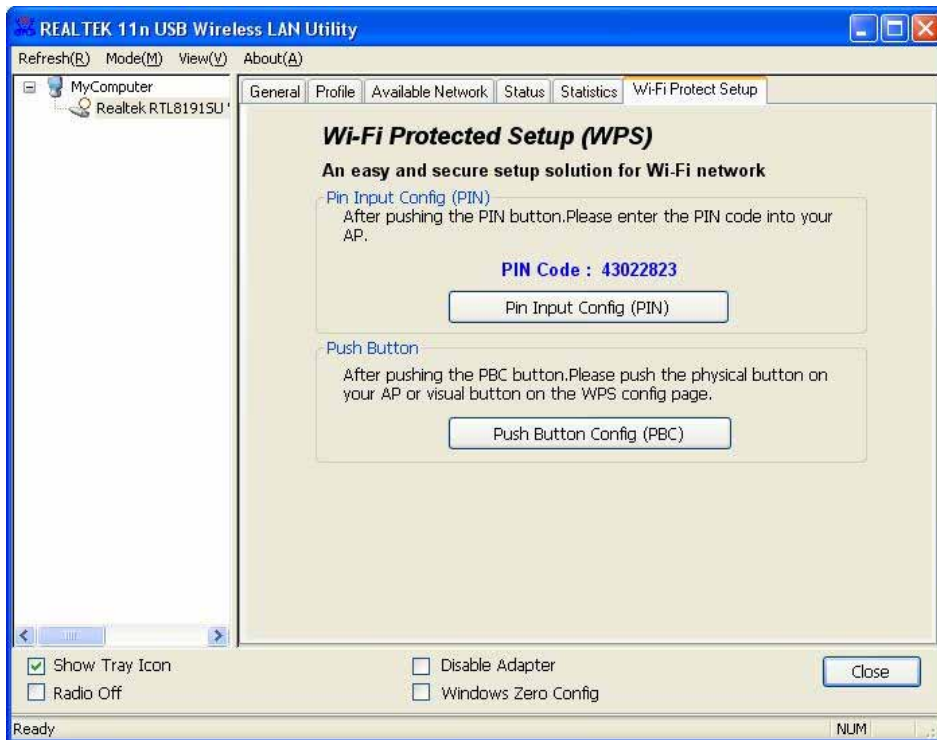 REALTEK 11n USB Wireless LAN Utility
Refresh(R) Mode(M) View(V) About(A)
MyComputer
Realtek RTL8191SU
General Profile Available Network Status Statistics Wi-Fi Protect Setup
Wi-Fi Protected Setup (WPS)
An easy and secure setup solution for Wi-Fi network
Pin Input Config (PIN)
After pushing the PIN button.Please enter the PIN code into your
AP.
PIN Code : 43022823
Pin Input Config (PIN)
Push Button
After pushing the PBC button.Please push the physical button on
your AP or visual button on the WPS config page.
Push Button Config (PBC)
Show Tray Icon
Radio Off
Disable Adapter
Windows Zero Config
Close
Ready
NUM